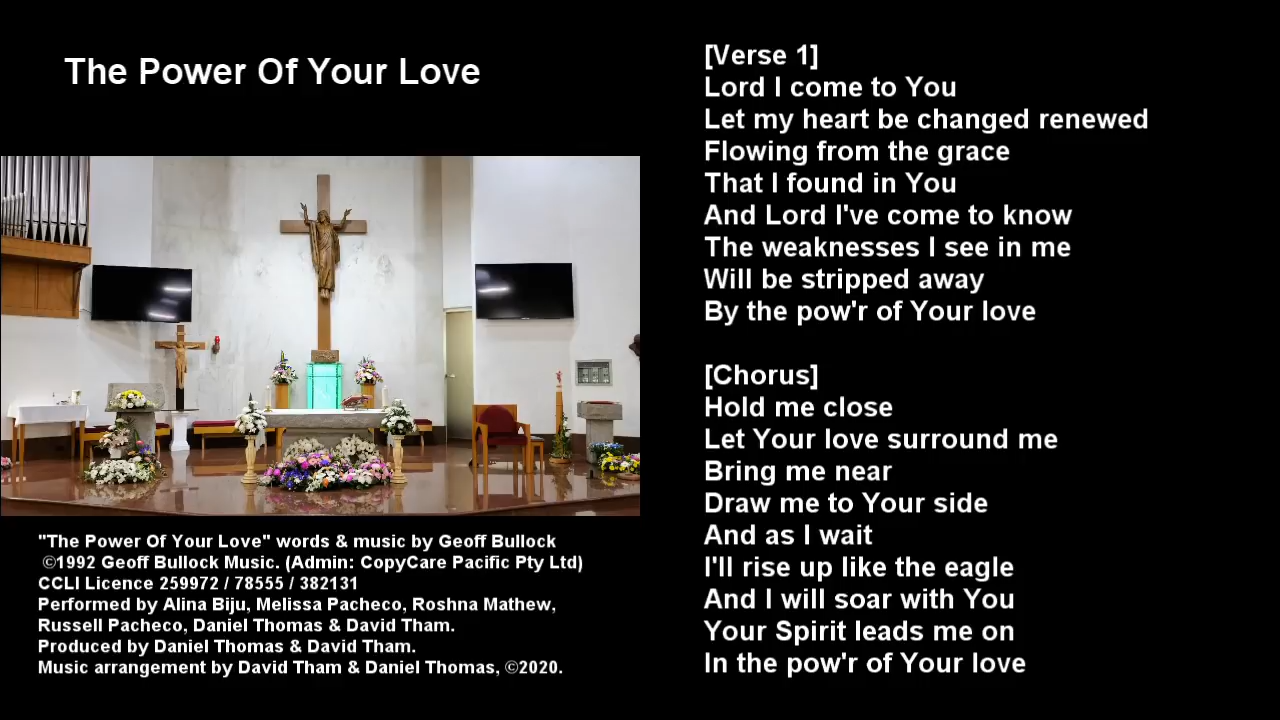 The Power Of Your Love
"The Power Of Your Love" words & music by Geoff Bullock
©1992 Geoff Bullock Music. (Admin: CopyCare Pacific Pty Ltd)
CCLI Licence 259972 / 78555 / 382131
Performed by Alina Biju, Melissa Pacheco, Roshna Mathew,
Russell Pacheco, Daniel Thomas & David Tham.
Produced by Daniel Thomas & David Tham.
Music arrangement by David Tham & Daniel Thomas, ©2020.
[Verse 1]
Lord I come to You
Let my heart be changed renewed
Flowing from the grace
That I found in You
And Lord I've come to know
The weaknesses I see in me
Will be stripped away
By the pow'r of Your love
[Chorus]
Hold me close
Let Your love surround me
Bring me near
Draw me to Your side
And as I wait
I'll rise up like the eagle
And I will soar with You
Your Spirit leads me on
In the pow'r of Your love